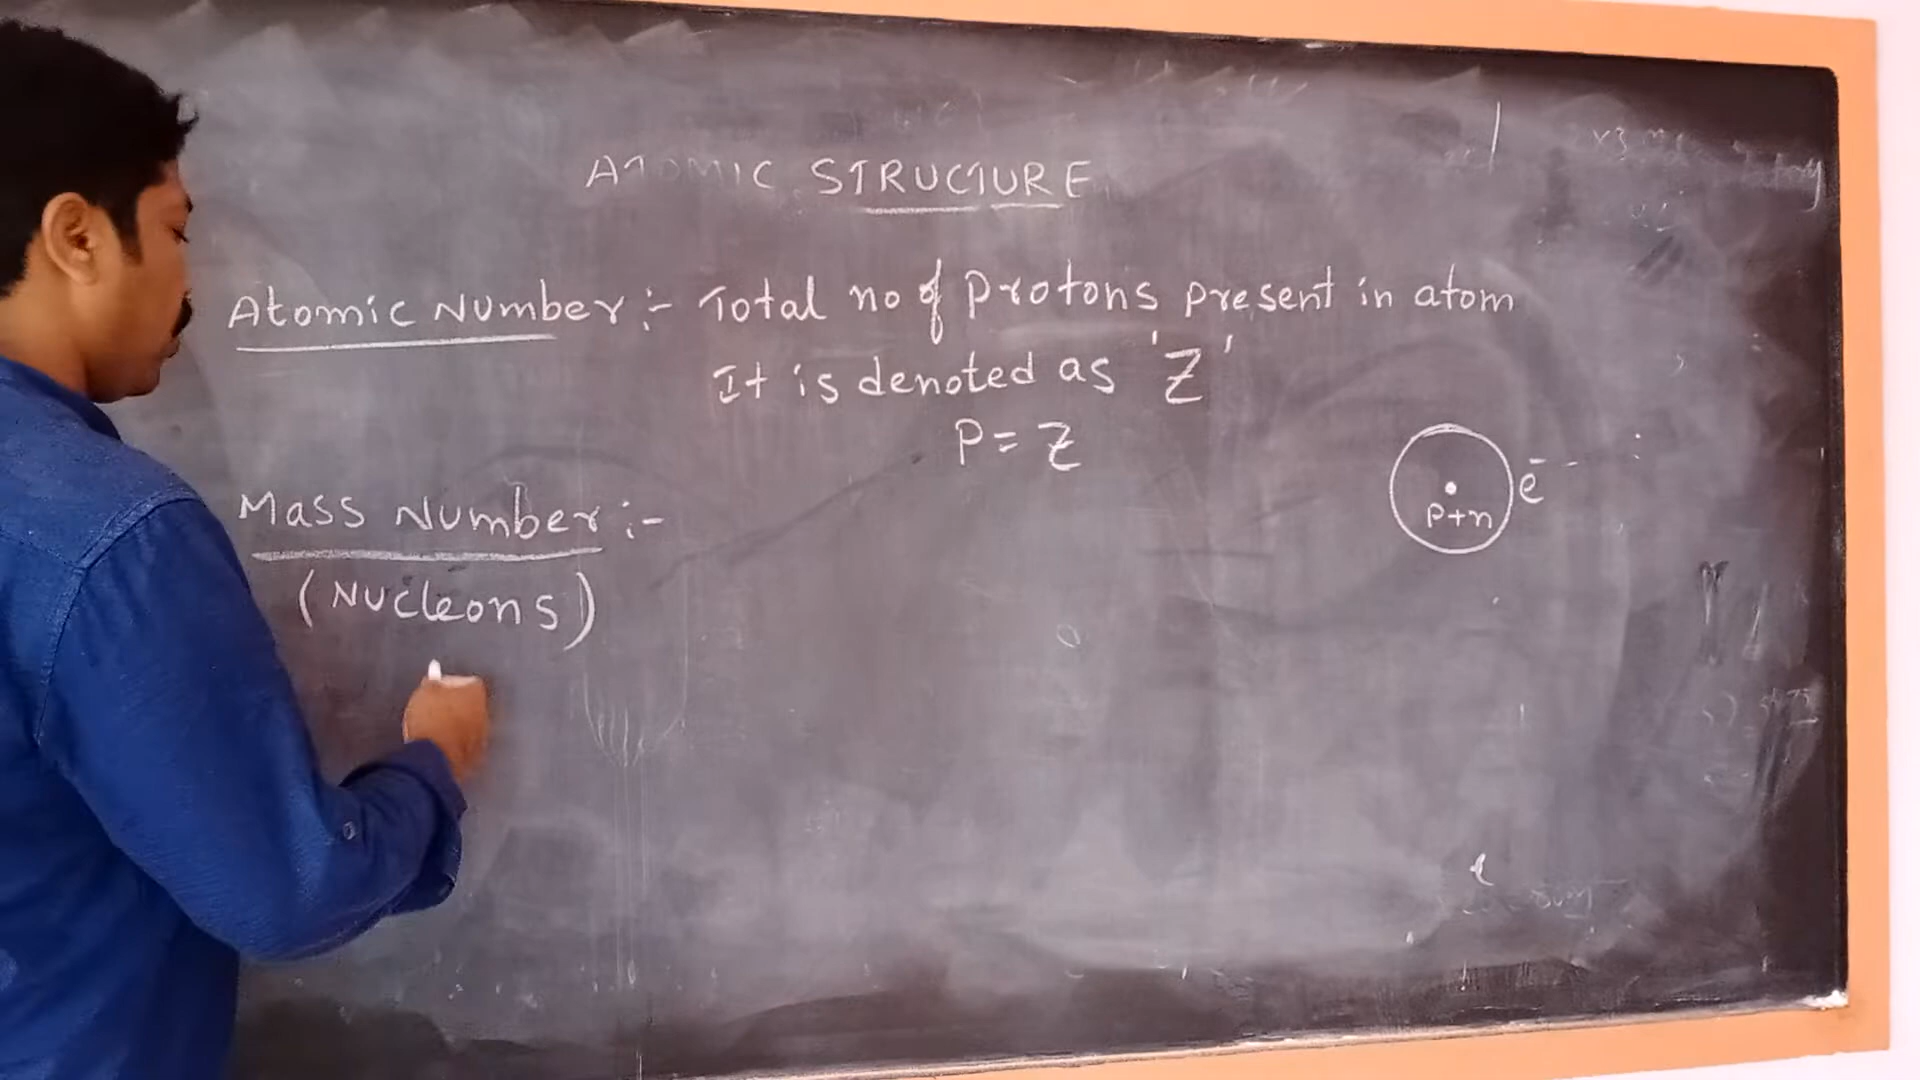 ATOMIC STRUCTURE
Atomic Number :- Total no of Protons present in atom
It is denoted as 'Z'
P = Z
Mass Number :-
(Nucleons)
e-
P+n